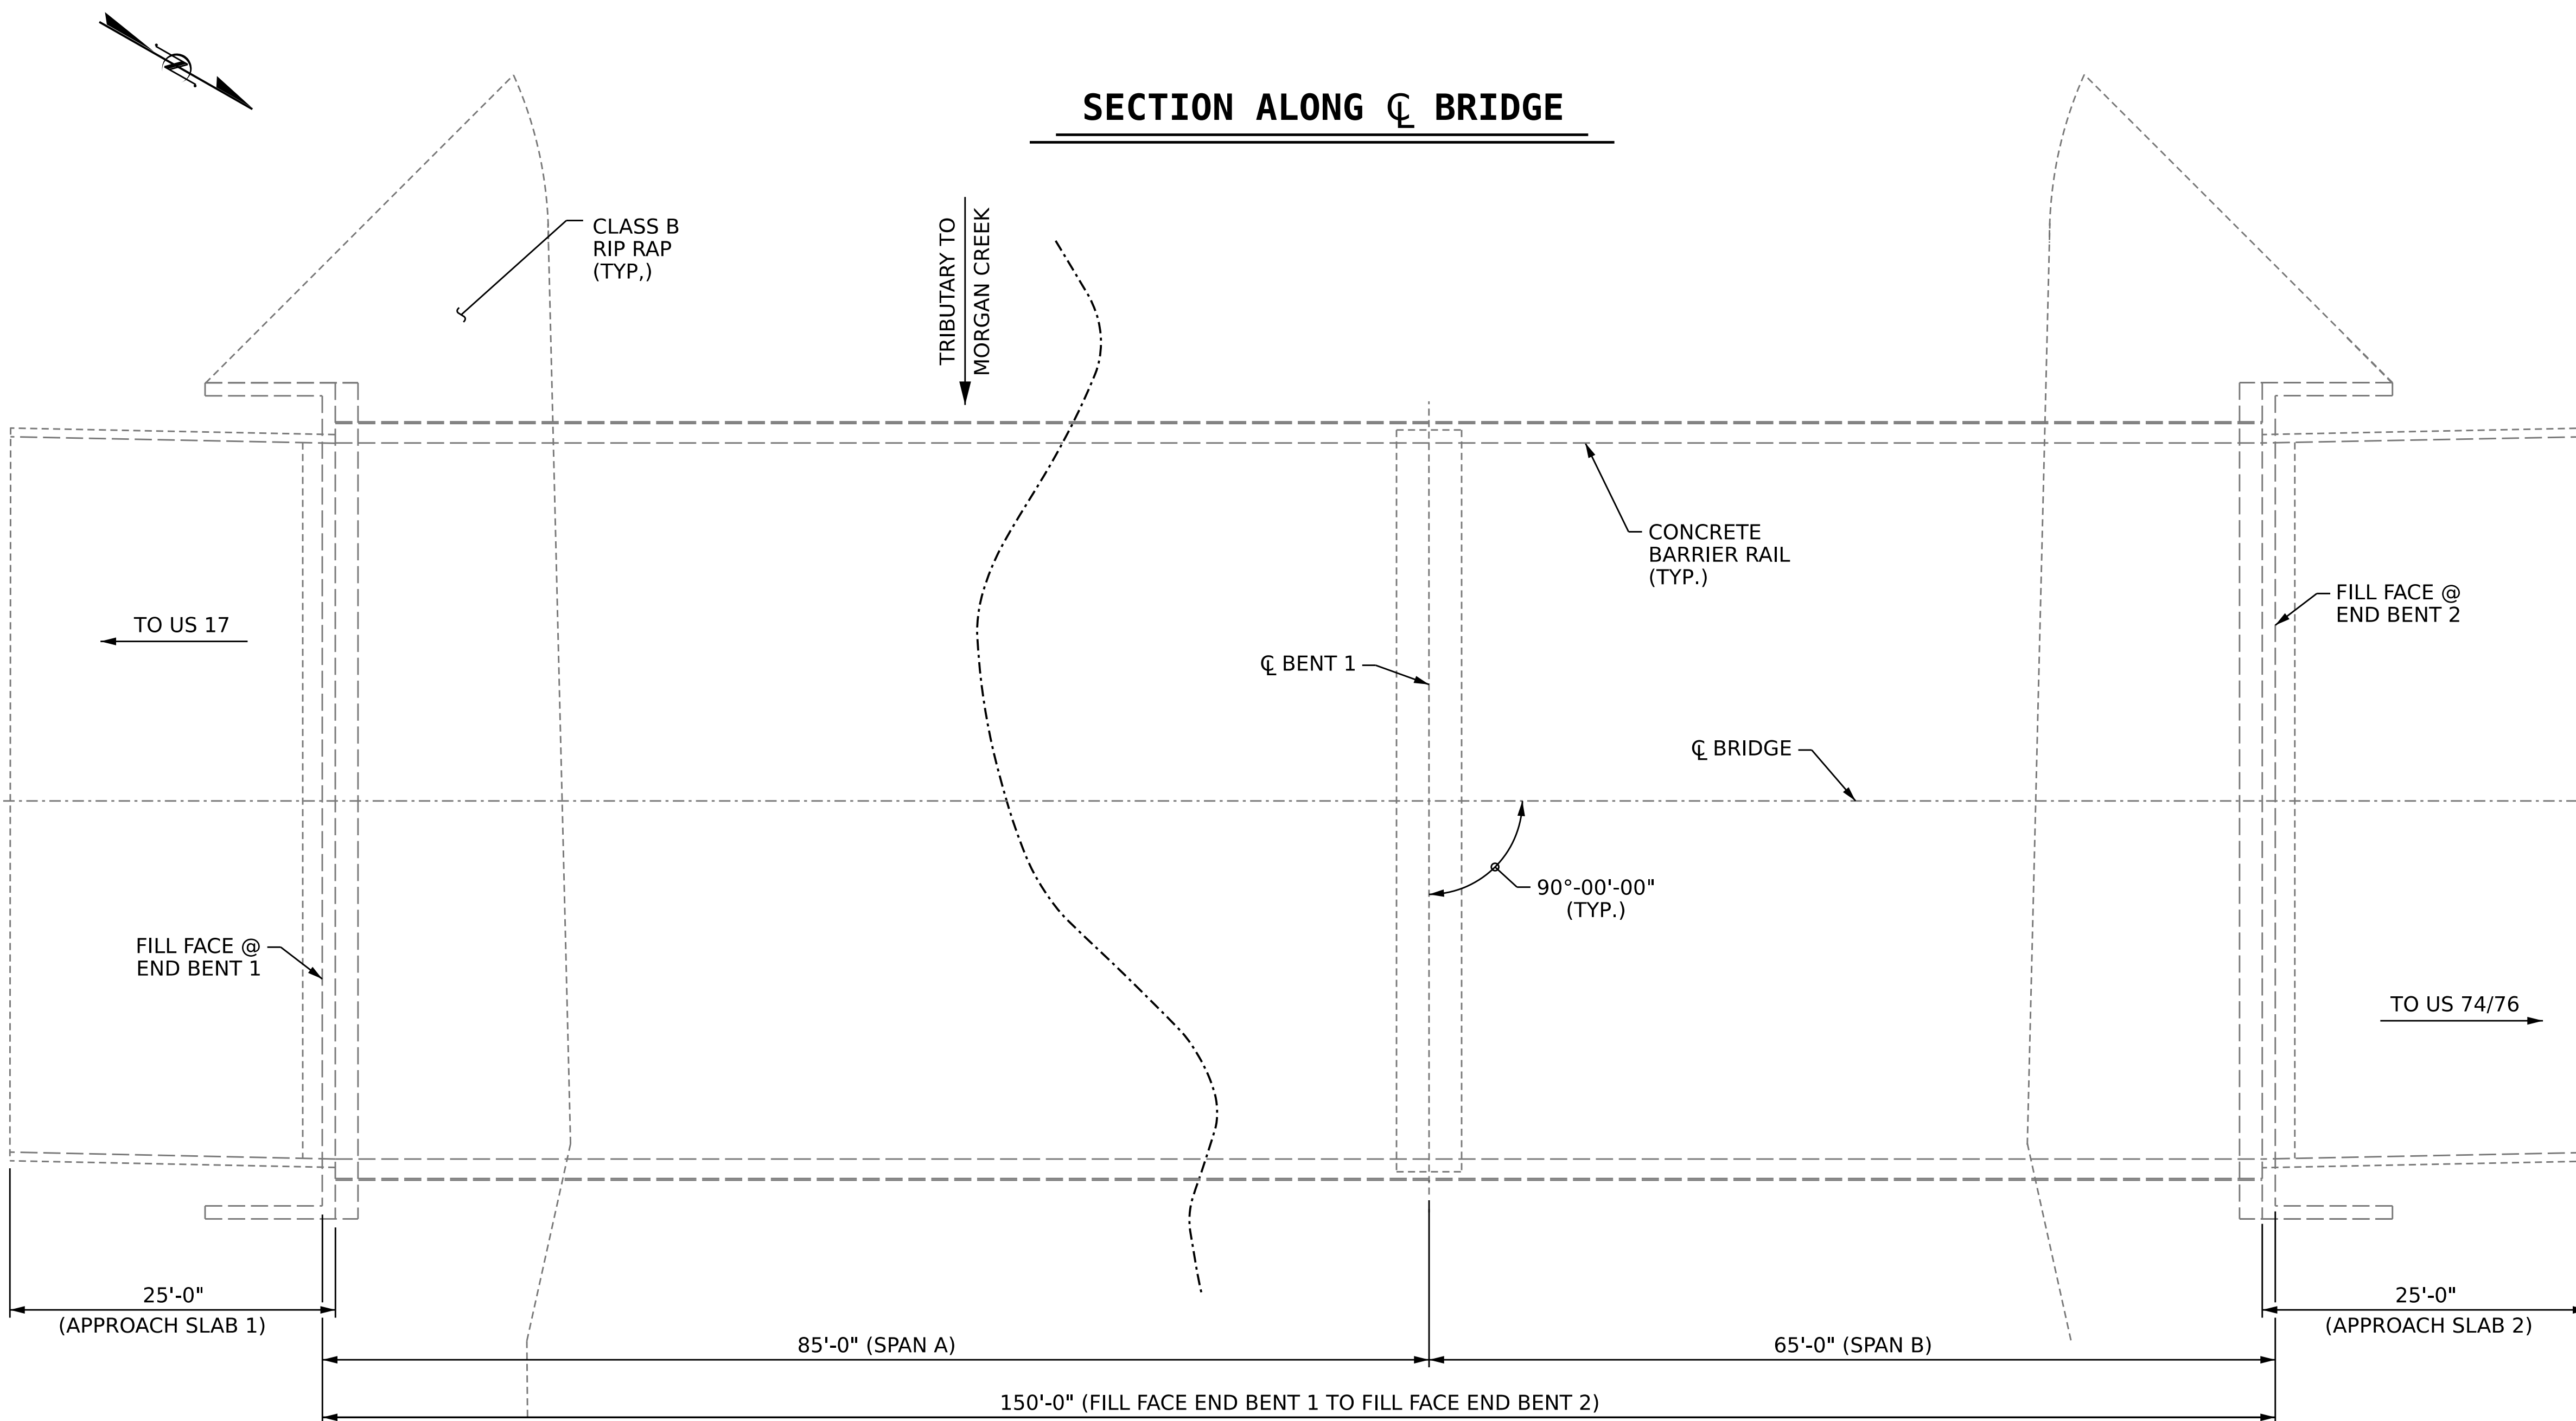 N
SECTION ALONG ℄ BRIDGE
CLASS B
RIP RAP
(TYP,)
TRIBUTARY TO
MORGAN CREEK
CONCRETE
BARRIER RAIL
(TYP.)
FILL FACE @
END BENT 2
TO US 17
℄ BENT 1
℄ BRIDGE
90°-00'-00"
(TYP.)
FILL FACE @
END BENT 1
TO US 74/76
25'-0"
(APPROACH SLAB 1)
25'-0"
(APPROACH SLAB 2)
85'-0" (SPAN A)
65'-0" (SPAN B)
150'-0" (FILL FACE END BENT 1 TO FILL FACE END BENT 2)